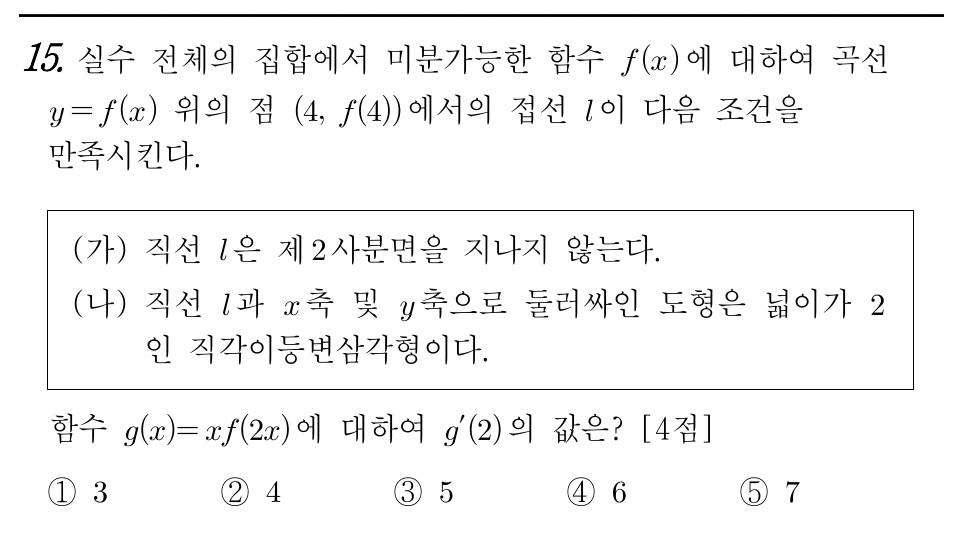 15. 실수 전체의 집합에서 미분가능한 함수 f(x)에 대하여 곡선
y=f(x) 위의 점 (4, f(4))에서의 접선 l이 다음 조건을
만족시킨다.
(가) 직선 l은 제2사분면을 지나지 않는다.
(나) 직선 l과 x축 및 y축으로 둘러싸인 도형은 넓이가 2
인 직각이등변삼각형이다.
함수 g(x)=xf(2x)에 대하여 g′(2)의 값은? [4점]
① 3 ② 4 ③ 5 ④ 6 ⑤ 7